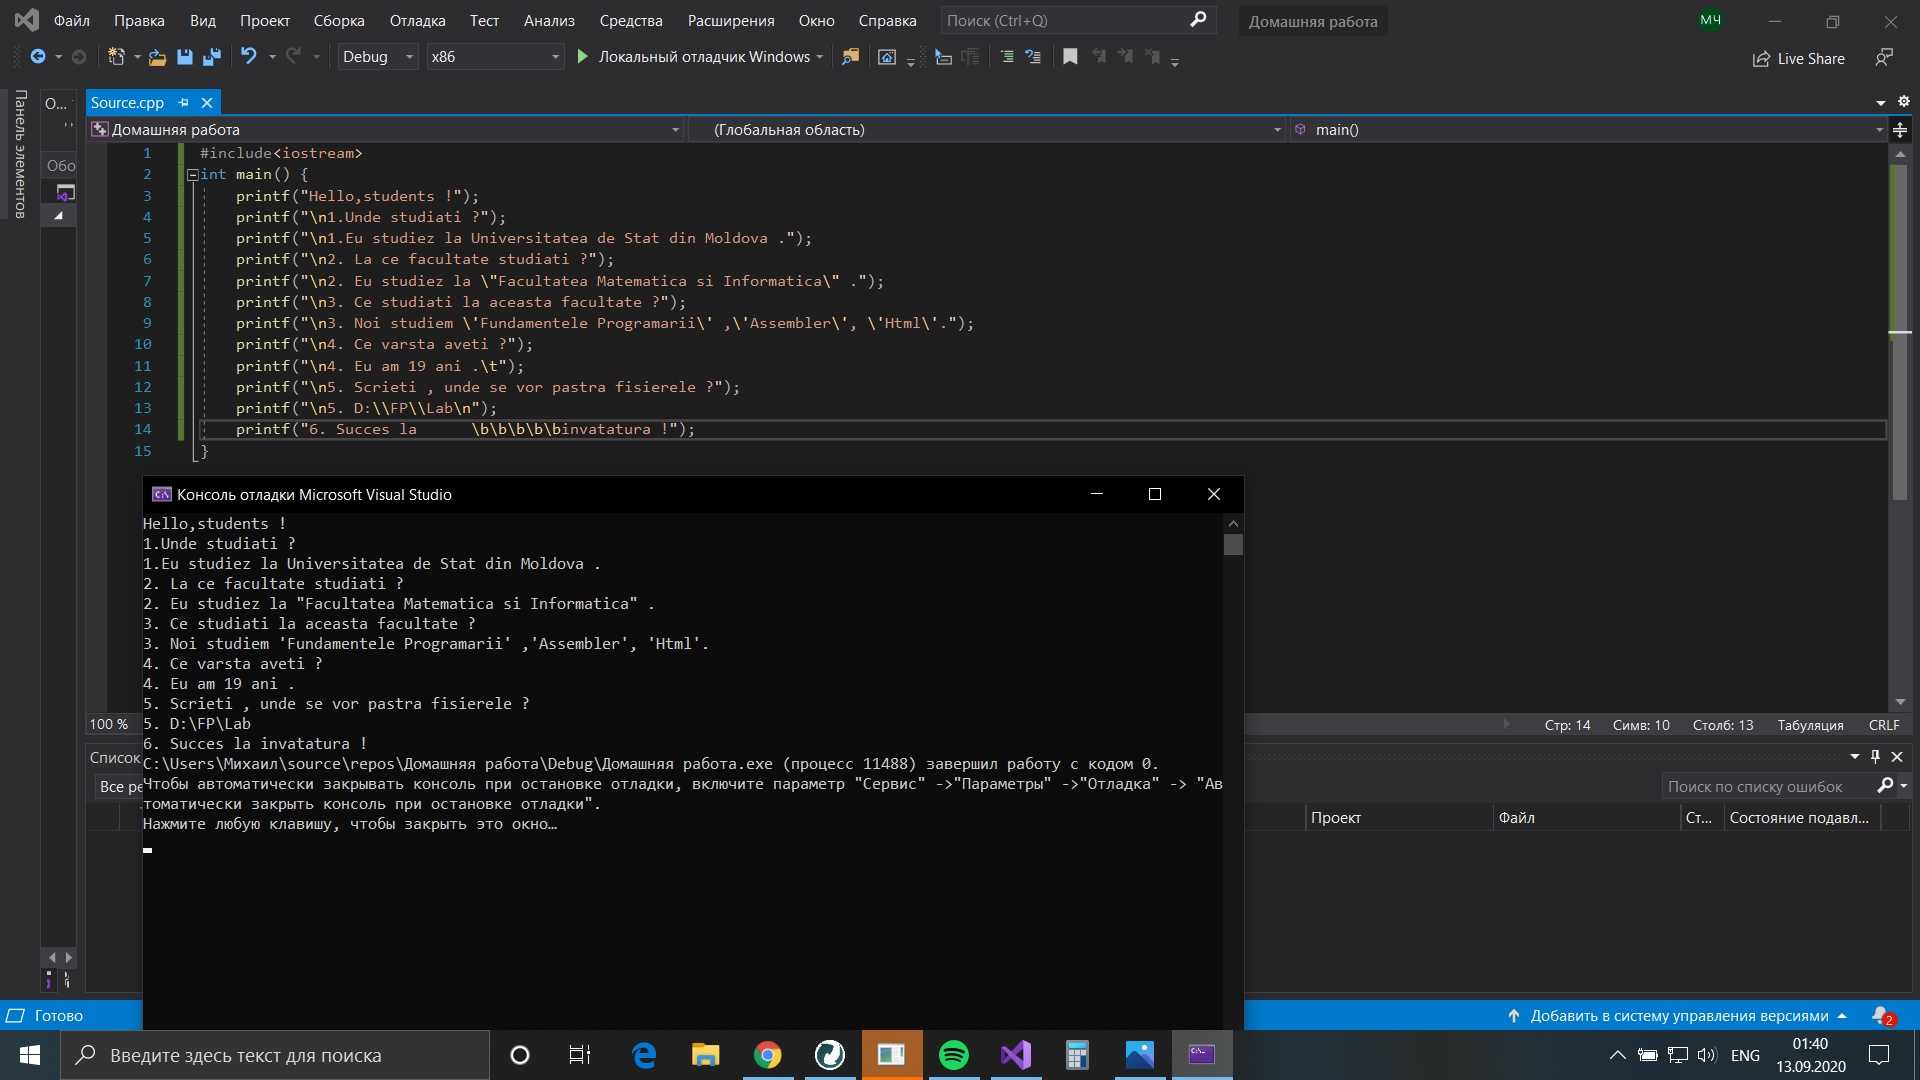 Файл Правка Вид Проект Сборка Отладка Тест Анализ Средства Расширения Окно Справка Поиск (Ctrl+Q) Домашняя работа МЧ
Debug x86 Локальный отладчик Windows Live Share
Панель элементов
О...
Обо
Source.cpp
Домашняя работа (Глобальная область) main()
1 #include<iostream>
2 int main() {
3 printf("Hello,students !");
4 printf("\n1.Unde studiati ?");
5 printf("\n1.Eu studiez la Universitatea de Stat din Moldova .");
6 printf("\n2. La ce facultate studiati ?");
7 printf("\n2. Eu studiez la \"Facultatea Matematica si Informatica\" .");
8 printf("\n3. Ce studiati la aceasta facultate ?");
9 printf("\n3. Noi studiem \'Fundamentele Programarii\' ,\'Assembler\', \'Html\'.");
10 printf("\n4. Ce varsta aveti ?");
11 printf("\n4. Eu am 19 ani .\t");
12 printf("\n5. Scrieti , unde se vor pastra fisierele ?");
13 printf("\n5. D:\\FP\\Lab\n");
14 printf("6. Succes la      \b\b\b\b\binvatatura !");
15 }
Консоль отладки Microsoft Visual Studio
Hello,students !
1.Unde studiati ?
1.Eu studiez la Universitatea de Stat din Moldova .
2. La ce facultate studiati ?
2. Eu studiez la "Facultatea Matematica si Informatica" .
3. Ce studiati la aceasta facultate ?
3. Noi studiem 'Fundamentele Programarii' ,'Assembler', 'Html'.
4. Ce varsta aveti ?
4. Eu am 19 ani .
5. Scrieti , unde se vor pastra fisierele ?
5. D:\FP\Lab
6. Succes la invatatura !
C:\Users\Михаил\source\repos\Домашняя работа\Debug\Домашняя работа.exe (процесс 11488) завершил работу с кодом 0.
Чтобы автоматически закрывать консоль при остановке отладки, включите параметр "Сервис" ->"Параметры" ->"Отладка" -> "Ав
томатически закрыть консоль при остановке отладки".
Нажмите любую клавишу, чтобы закрыть это окно…
100 % Стр: 14 Симв: 10 Столб: 13 Табуляция CRLF
Список
Все ре Поиск по списку ошибок
Проект Файл Ст... Состояние подавл...
Готово Добавить в систему управления версиями 2
Введите здесь текст для поиска ENG 01:40
13.09.2020